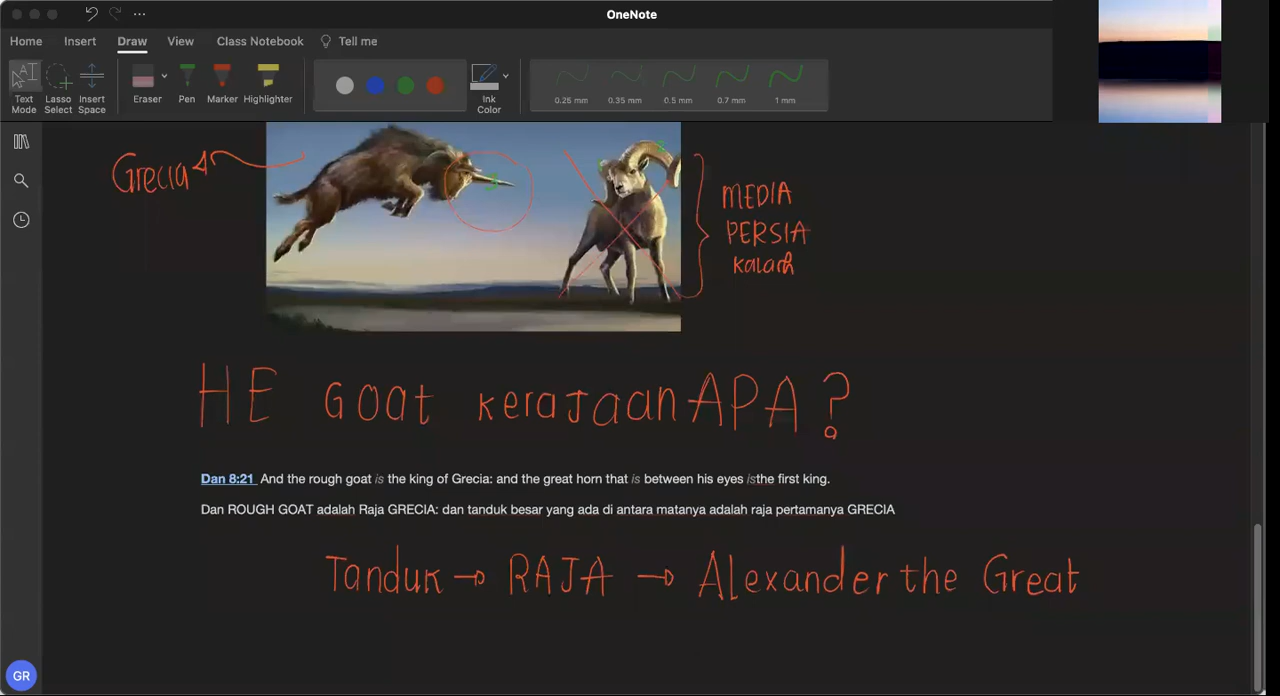 OneNote
Home Insert Draw View Class Notebook Tell me
Text Mode
Lasso Select
Insert Space
Eraser
Pen
Marker
Highlighter
Ink Color
0.25 mm 0.35 mm 0.5 mm 0.7 mm 1 mm
Grecia
MEDIA
PERSIA
Kalah
HE GOat kerajaan APA?
Dan 8:21 And the rough goat is the king of Grecia: and the great horn that is between his eyes isthe first king.
Dan ROUGH GOAT adalah Raja GRECIA: dan tanduk besar yang ada di antara matanya adalah raja pertamanya GRECIA
Tanduk → RAJA → Alexander the Great
GR